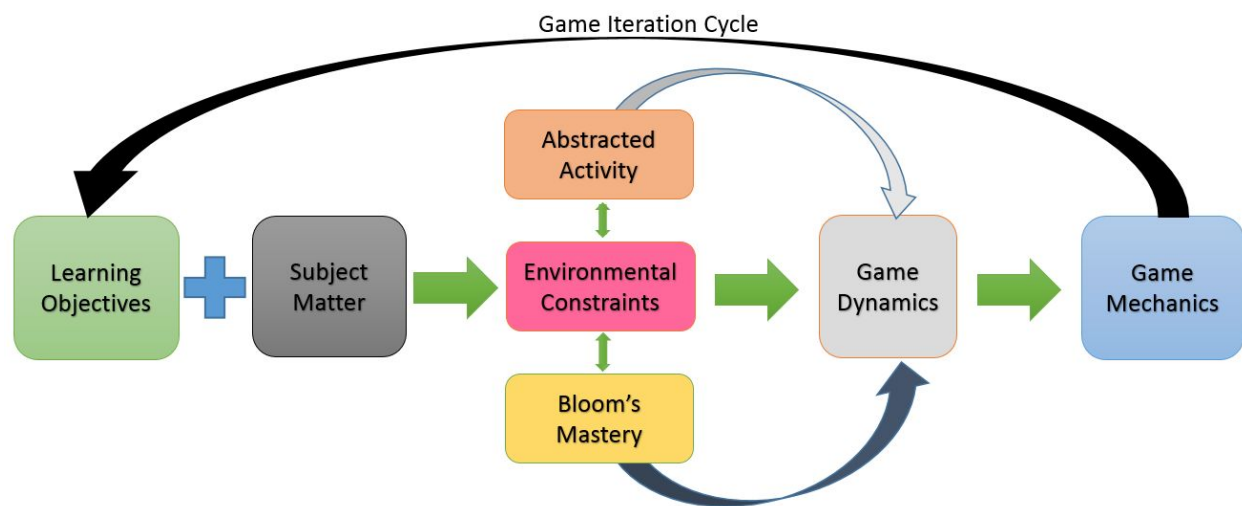 Game Iteration Cycle
Abstracted
Activity
Learning
Objectives
Subject
Matter
Environmental
Constraints
Game
Dynamics
Game
Mechanics
Bloom’s
Mastery